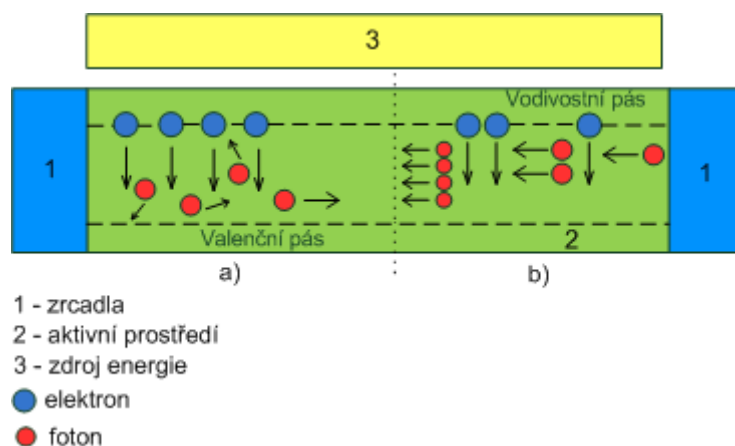 3
Vodivostní pás
1
1
Valenční pás
2
a)
b)
1 - zrcadla
2 - aktivní prostředí
3 - zdroj energie
elektron
foton